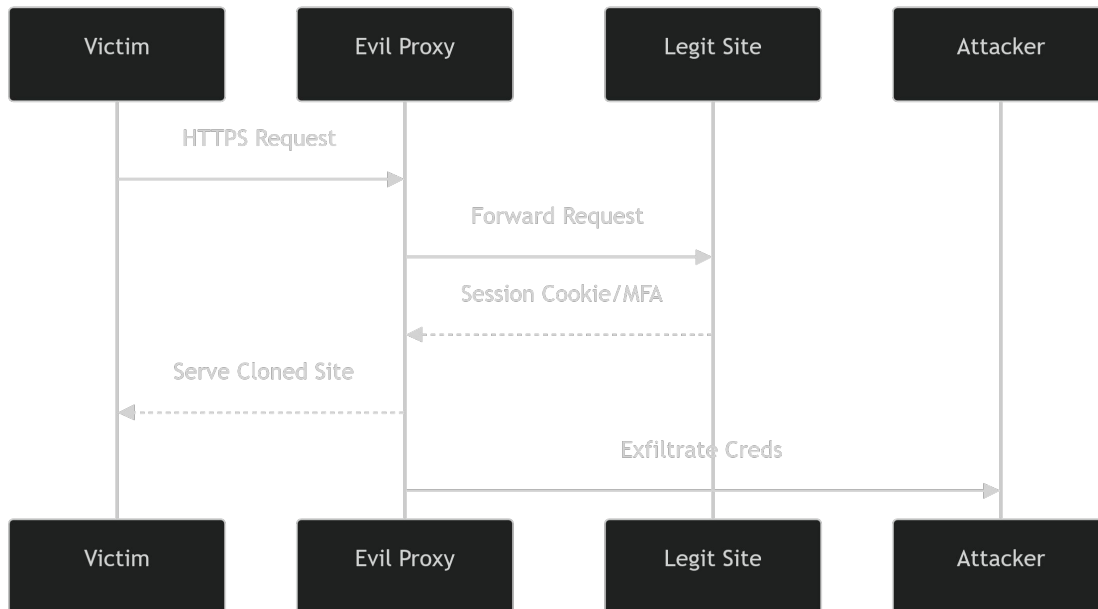 Victim
Evil Proxy
Legit Site
Attacker
HTTPS Request
Forward Request
Session Cookie/MFA
Serve Cloned Site
Exfiltrate Creds
Victim
Evil Proxy
Legit Site
Attacker